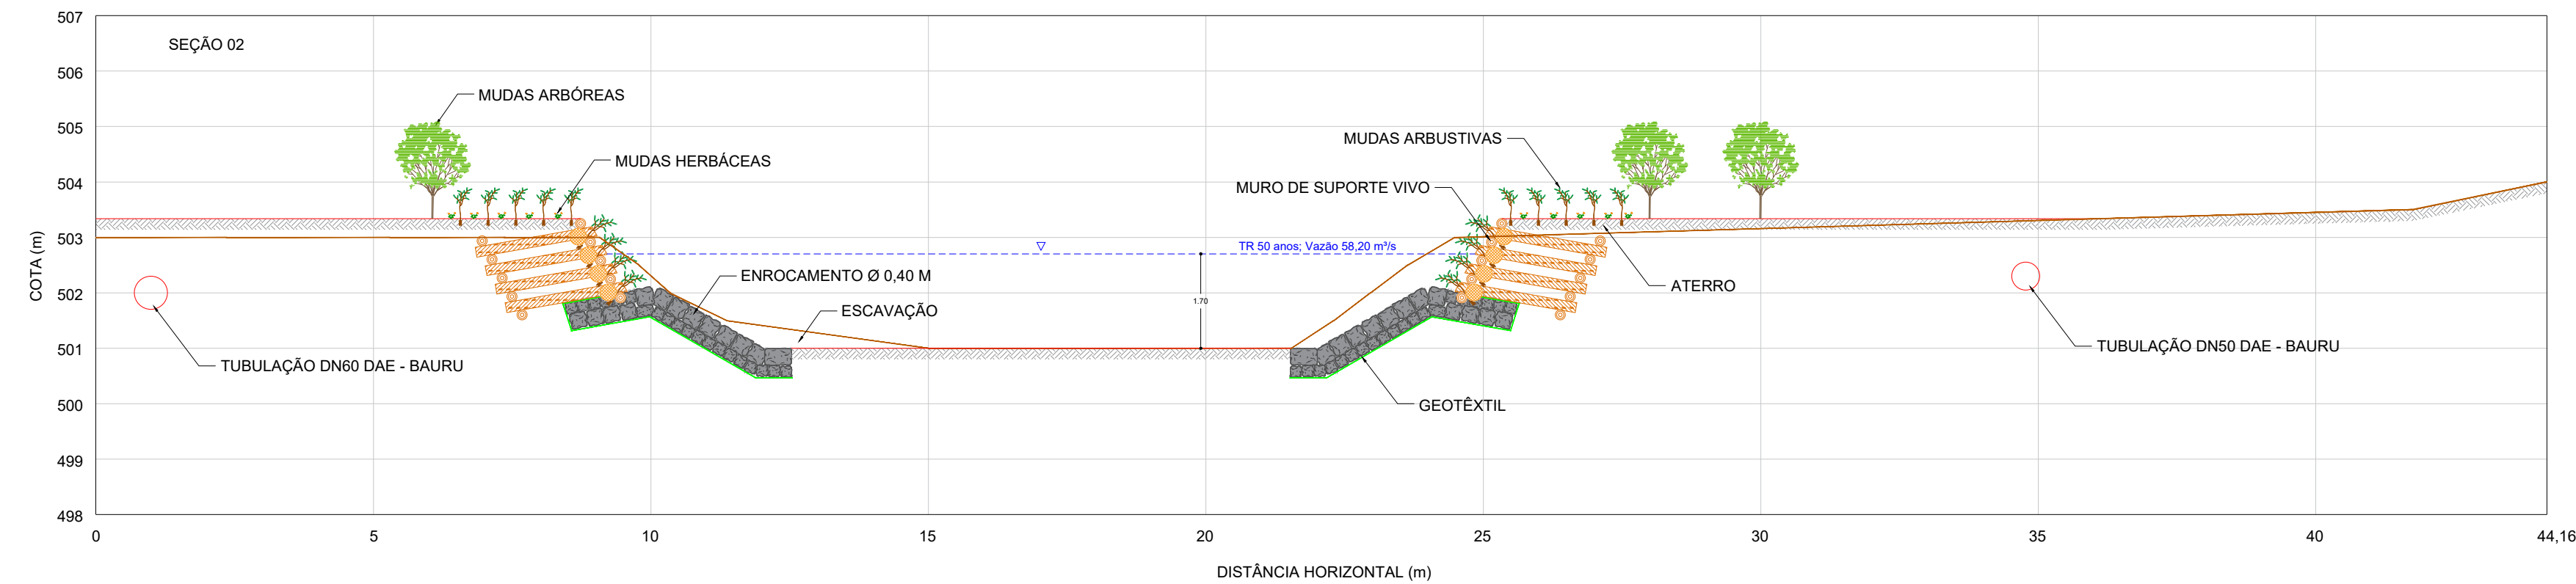 507
SEÇÃO 02
506
MUDAS ARBÓREAS
505
MUDAS ARBUSTIVAS
MUDAS HERBÁCEAS
504
MURO DE SUPORTE VIVO
503
TR 50 anos; Vazão 58,20 m³/s
ENROCAMENTO Ø 0,40 M
ATERRO
502
1.70
ESCAVAÇÃO
501
TUBULAÇÃO DN50 DAE - BAURU
TUBULAÇÃO DN60 DAE - BAURU
500
GEOTÊXTIL
499
498
COTA (m)
0 5 10 15 20 25 30 35 40 44,16
DISTÂNCIA HORIZONTAL (m)